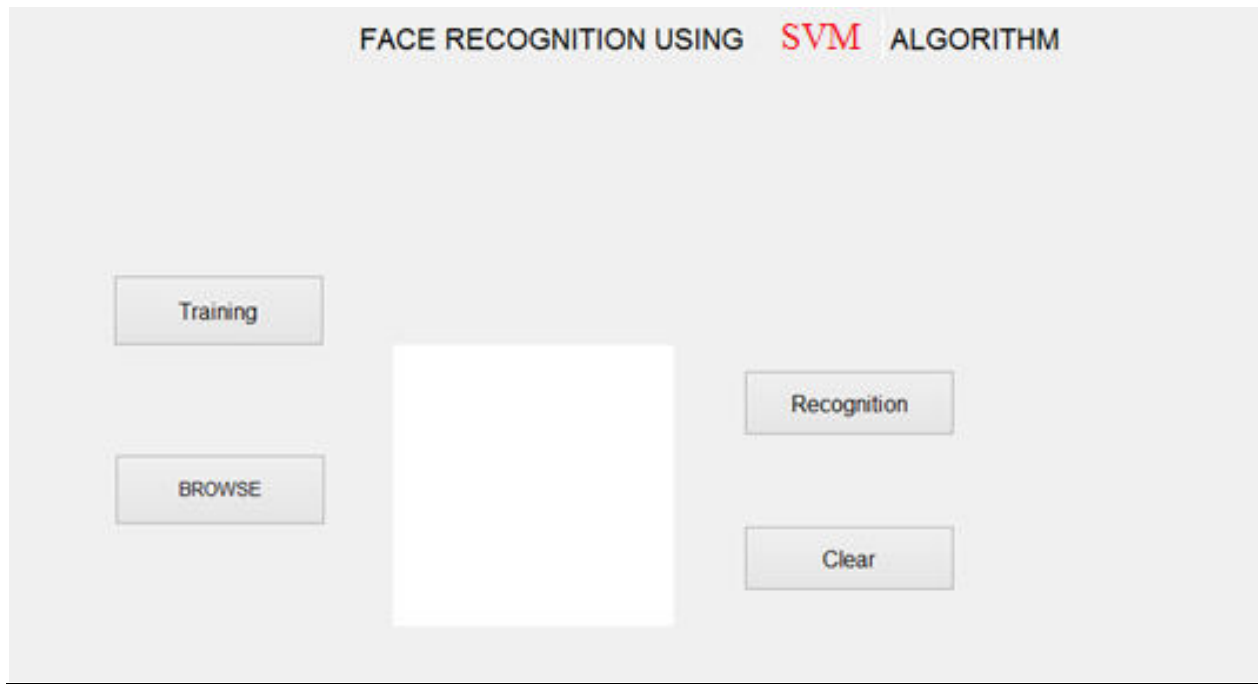 FACE RECOGNITION USING SVM ALGORITHM
Training
Recognition
BROWSE
Clear